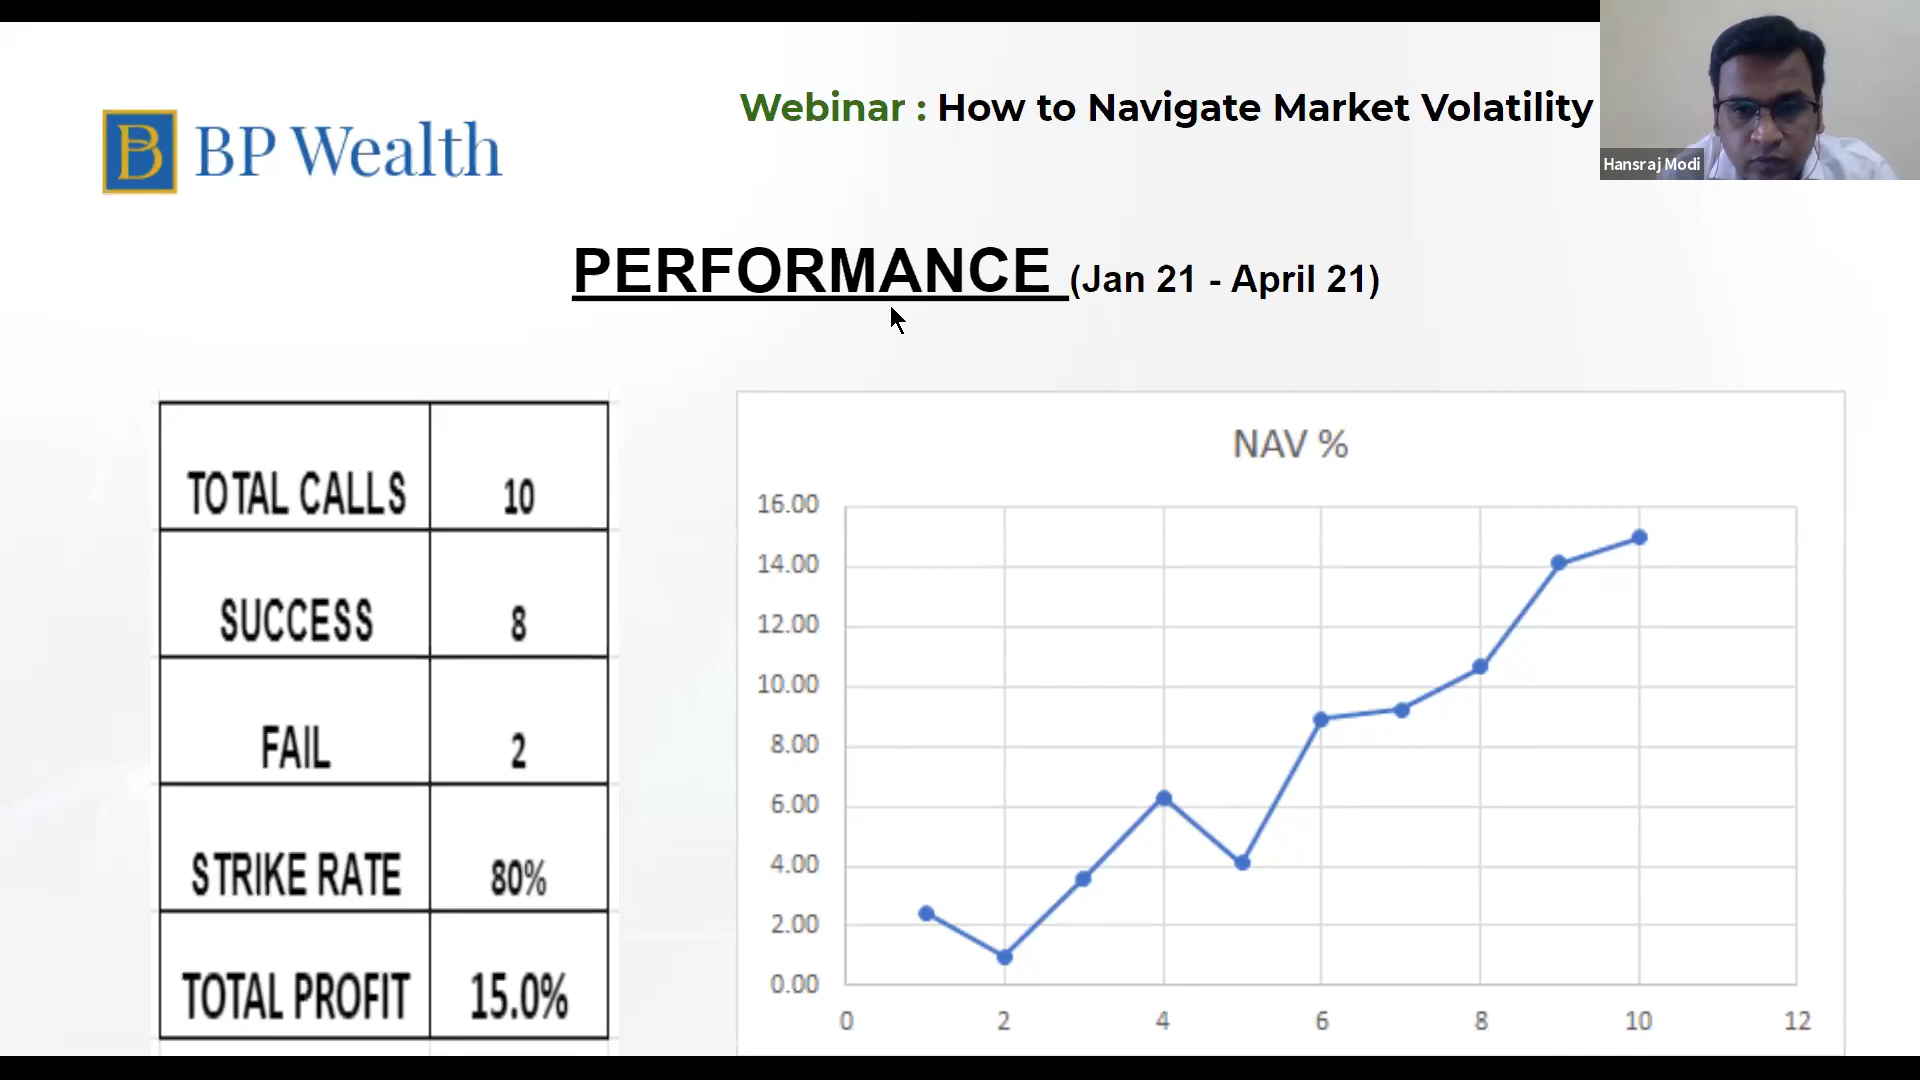 Webinar : How to Navigate Market Volatility
Hansraj Modi
B BP Wealth
PERFORMANCE (Jan 21 - April 21)
TOTAL CALLS 10
SUCCESS 8
FAIL 2
STRIKE RATE 80%
TOTAL PROFIT 15.0%
NAV %
16.00
14.00
12.00
10.00
8.00
6.00
4.00
2.00
0.00
0 2 4 6 8 10 12